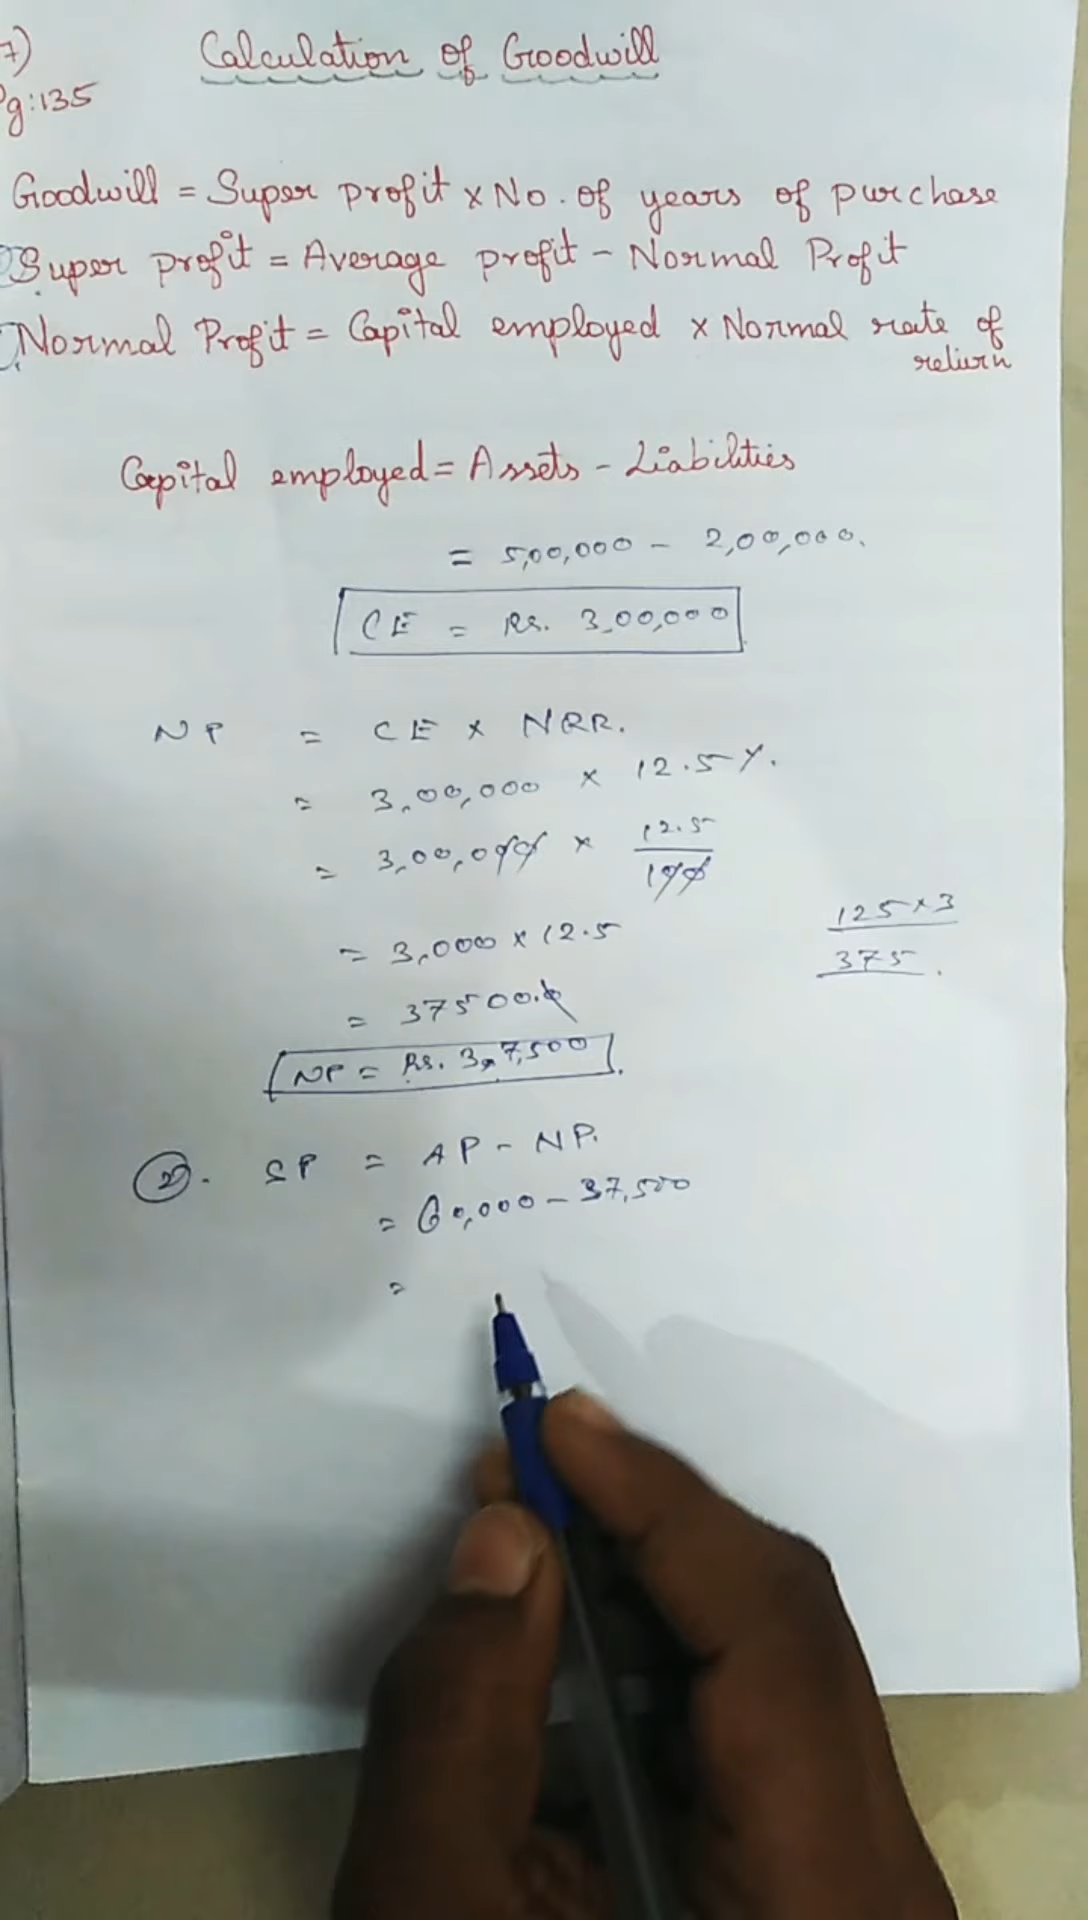 7)
Calculation of Goodwill
Pg:135
Goodwill = Super profit x No. of years of purchase
Super profit = Average profit - Normal Profit
Normal Profit = Capital employed x Normal rate of
return
Capital employed = Assets - Liabilities
= 5,00,000 - 2,00,000.
CE = Rs. 3,00,000
NP = CE x NRR.
= 3,00,000 x 12.5%.
= 3,00,000 x 12.5/100
= 3,000 x 12.5
125 x 3
375.
= 37500.0
NP = Rs. 37,500
2). SP = AP - NP.
= 60,000 - 37,500
=